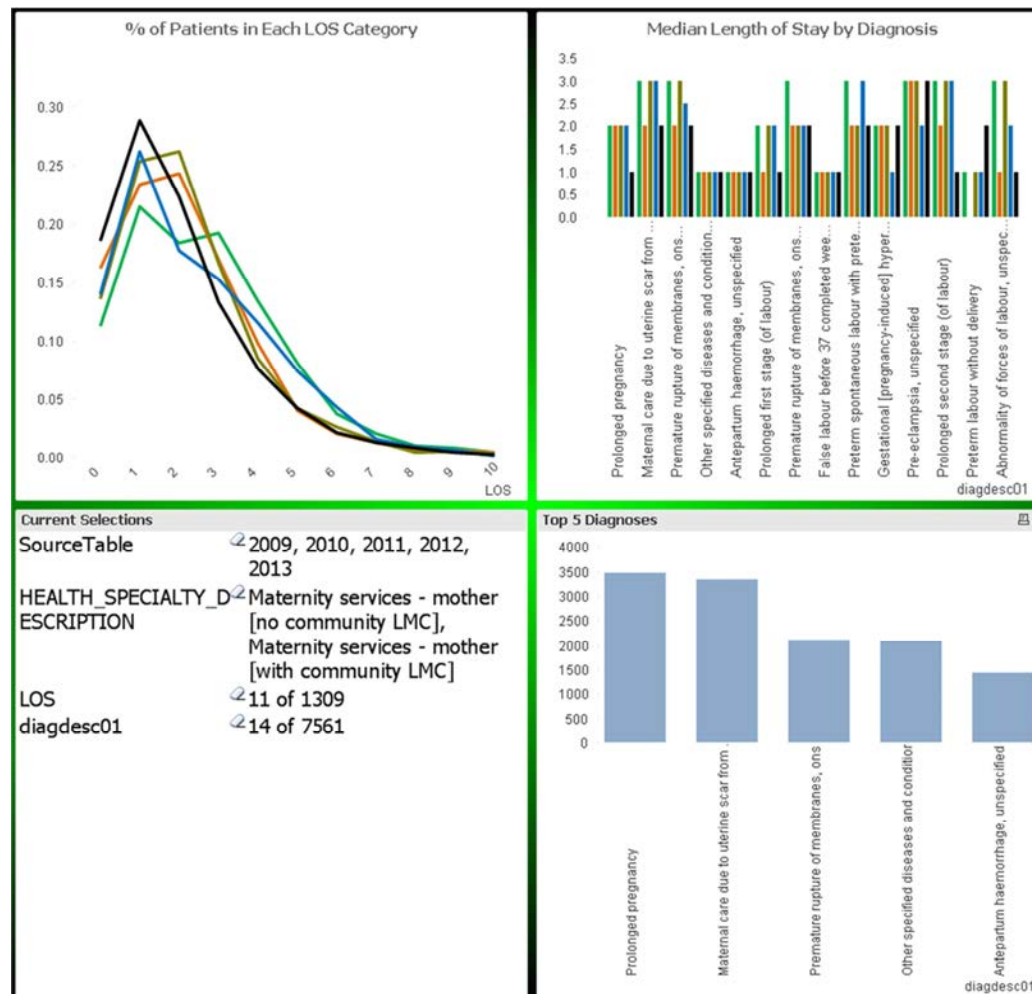 % of Patients in Each LOS Category
0.30
0.25
0.20
0.15
0.10
0.05
0.00
0
1
2
3
4
5
6
7
8
9
10
LOS
Median Length of Stay by Diagnosis
3.5
3.0
2.5
2.0
1.5
1.0
0.5
0.0
Prolonged pregnancy
Maternal care due to uterine scar from ...
Premature rupture of membranes, ons...
Other specified diseases and condition...
Antepartum haemorrhage, unspecified
Prolonged first stage (of labour)
Premature rupture of membranes, ons...
False labour before 37 completed wee...
Preterm spontaneous labour with prete...
Gestational [pregnancy-induced] hyper...
Pre-eclampsia, unspecified
Prolonged second stage (of labour)
Preterm labour without delivery
Abnormality of forces of labour, unspec...
diagdesc01
Current Selections
SourceTable
2009, 2010, 2011, 2012,
2013
HEALTH_SPECIALTY_D
ESCRIPTION
Maternity services - mother
[no community LMC],
Maternity services - mother
[with community LMC]
LOS
11 of 1309
diagdesc01
14 of 7561
Top 5 Diagnoses
4000
3500
3000
2500
2000
1500
1000
500
0
Prolonged pregnancy
Maternal care due to uterine scar from .
Premature rupture of membranes, ons
Other specified diseases and condition
Antepartum haemorrhage, unspecified
diagdesc01